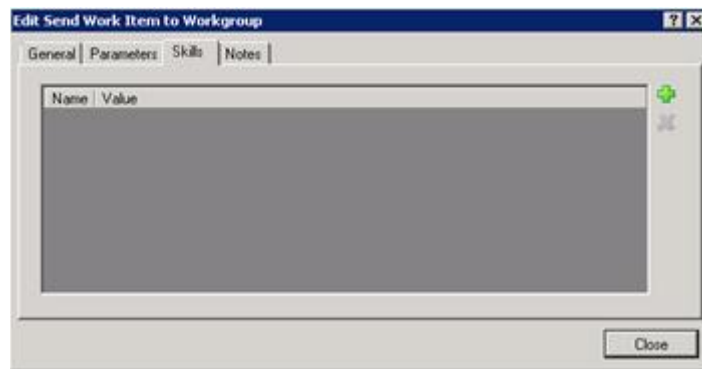 Edit Send Work Item to Workgroup
General Parameters Skills Notes
Name Value
Close